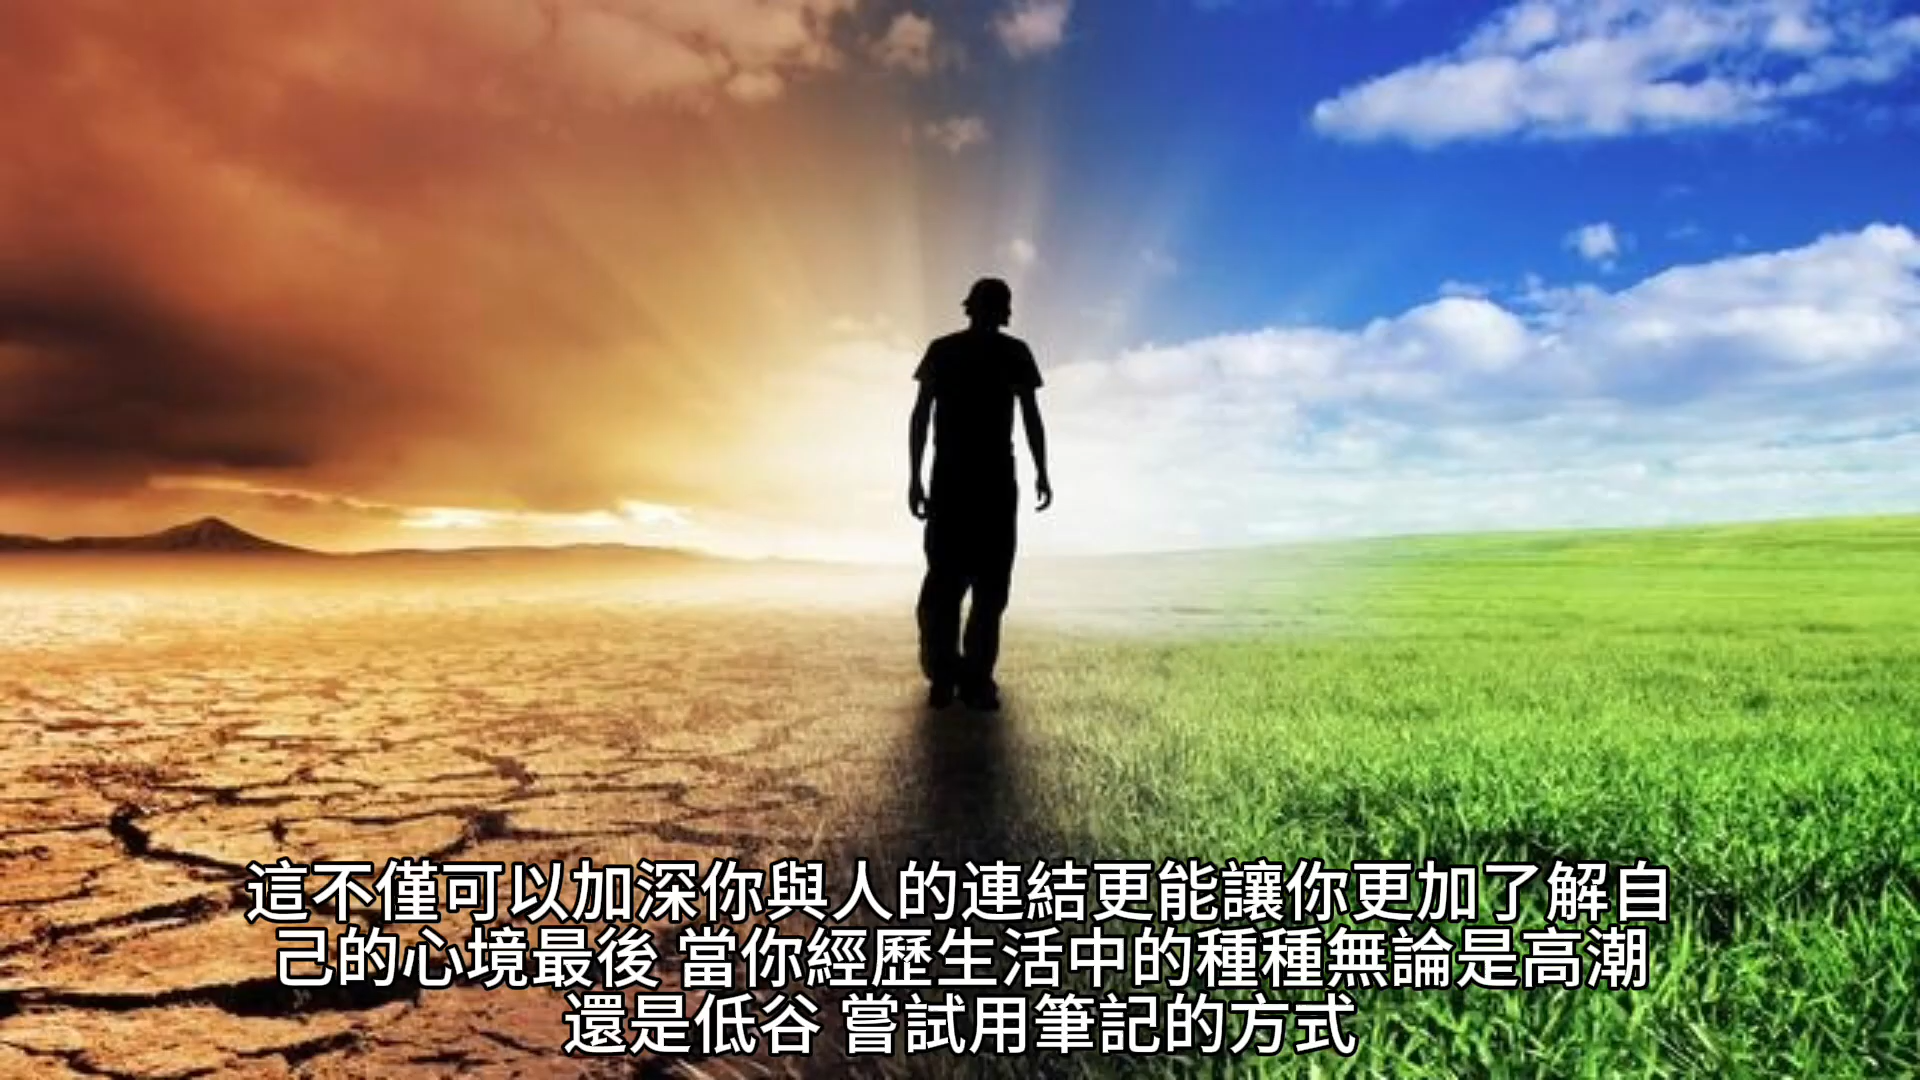 這不僅可以加深你與人的連結更能讓你更加了解自
己的心境最後 當你經歷生活中的種種無論是高潮
還是低谷 嘗試用筆記的方式